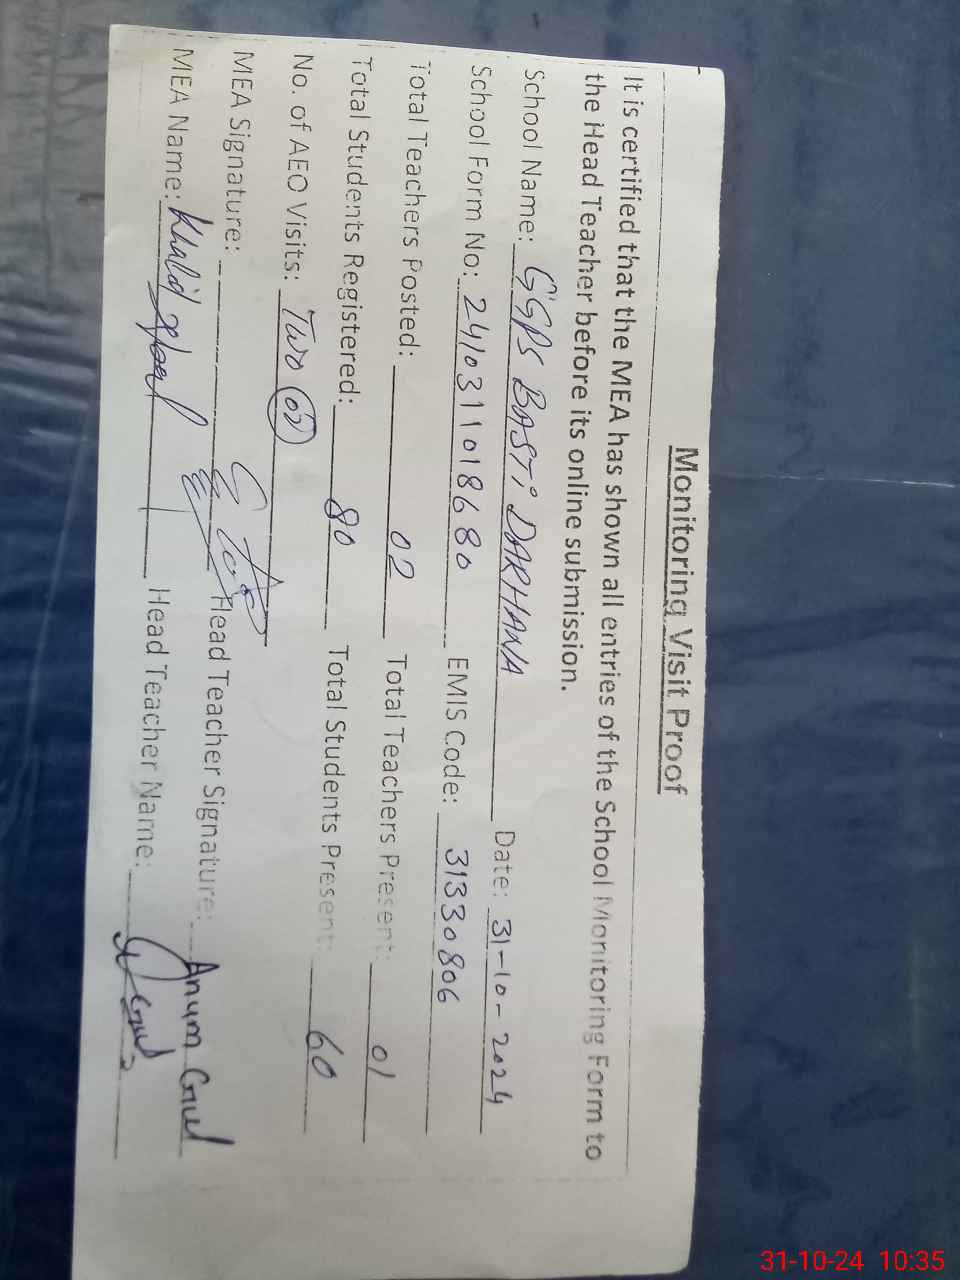 Monitoring Visit Proof
It is certified that the MEA has shown all entries of the School Monitoring Form to
the Head Teacher before its online submission.
School Name: GGPS BASTi DARHANA Date: 31-10-2024
School Form No: 2410311018680 EMIS Code: 31330806
Total Teachers Posted: 02 Total Teachers Present: 01
Total Students Registered: 80 Total Students Present: 60
No. of AEO Visits: Two 02
MEA Signature: Head Teacher Signature: Anum Gul
MEA Name: Khalid Head Teacher Name:
31-10-24 10:35